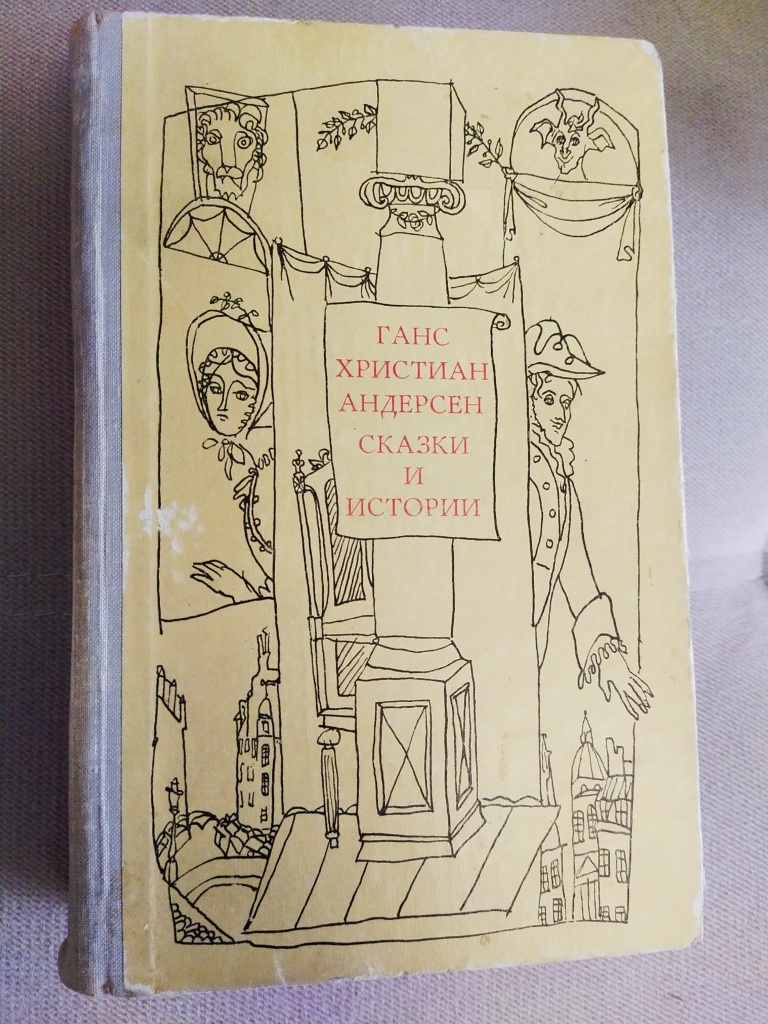 ГАНС
ХРИСТИАН
АНДЕРСЕН
СКАЗКИ
И
ИСТОРИИ